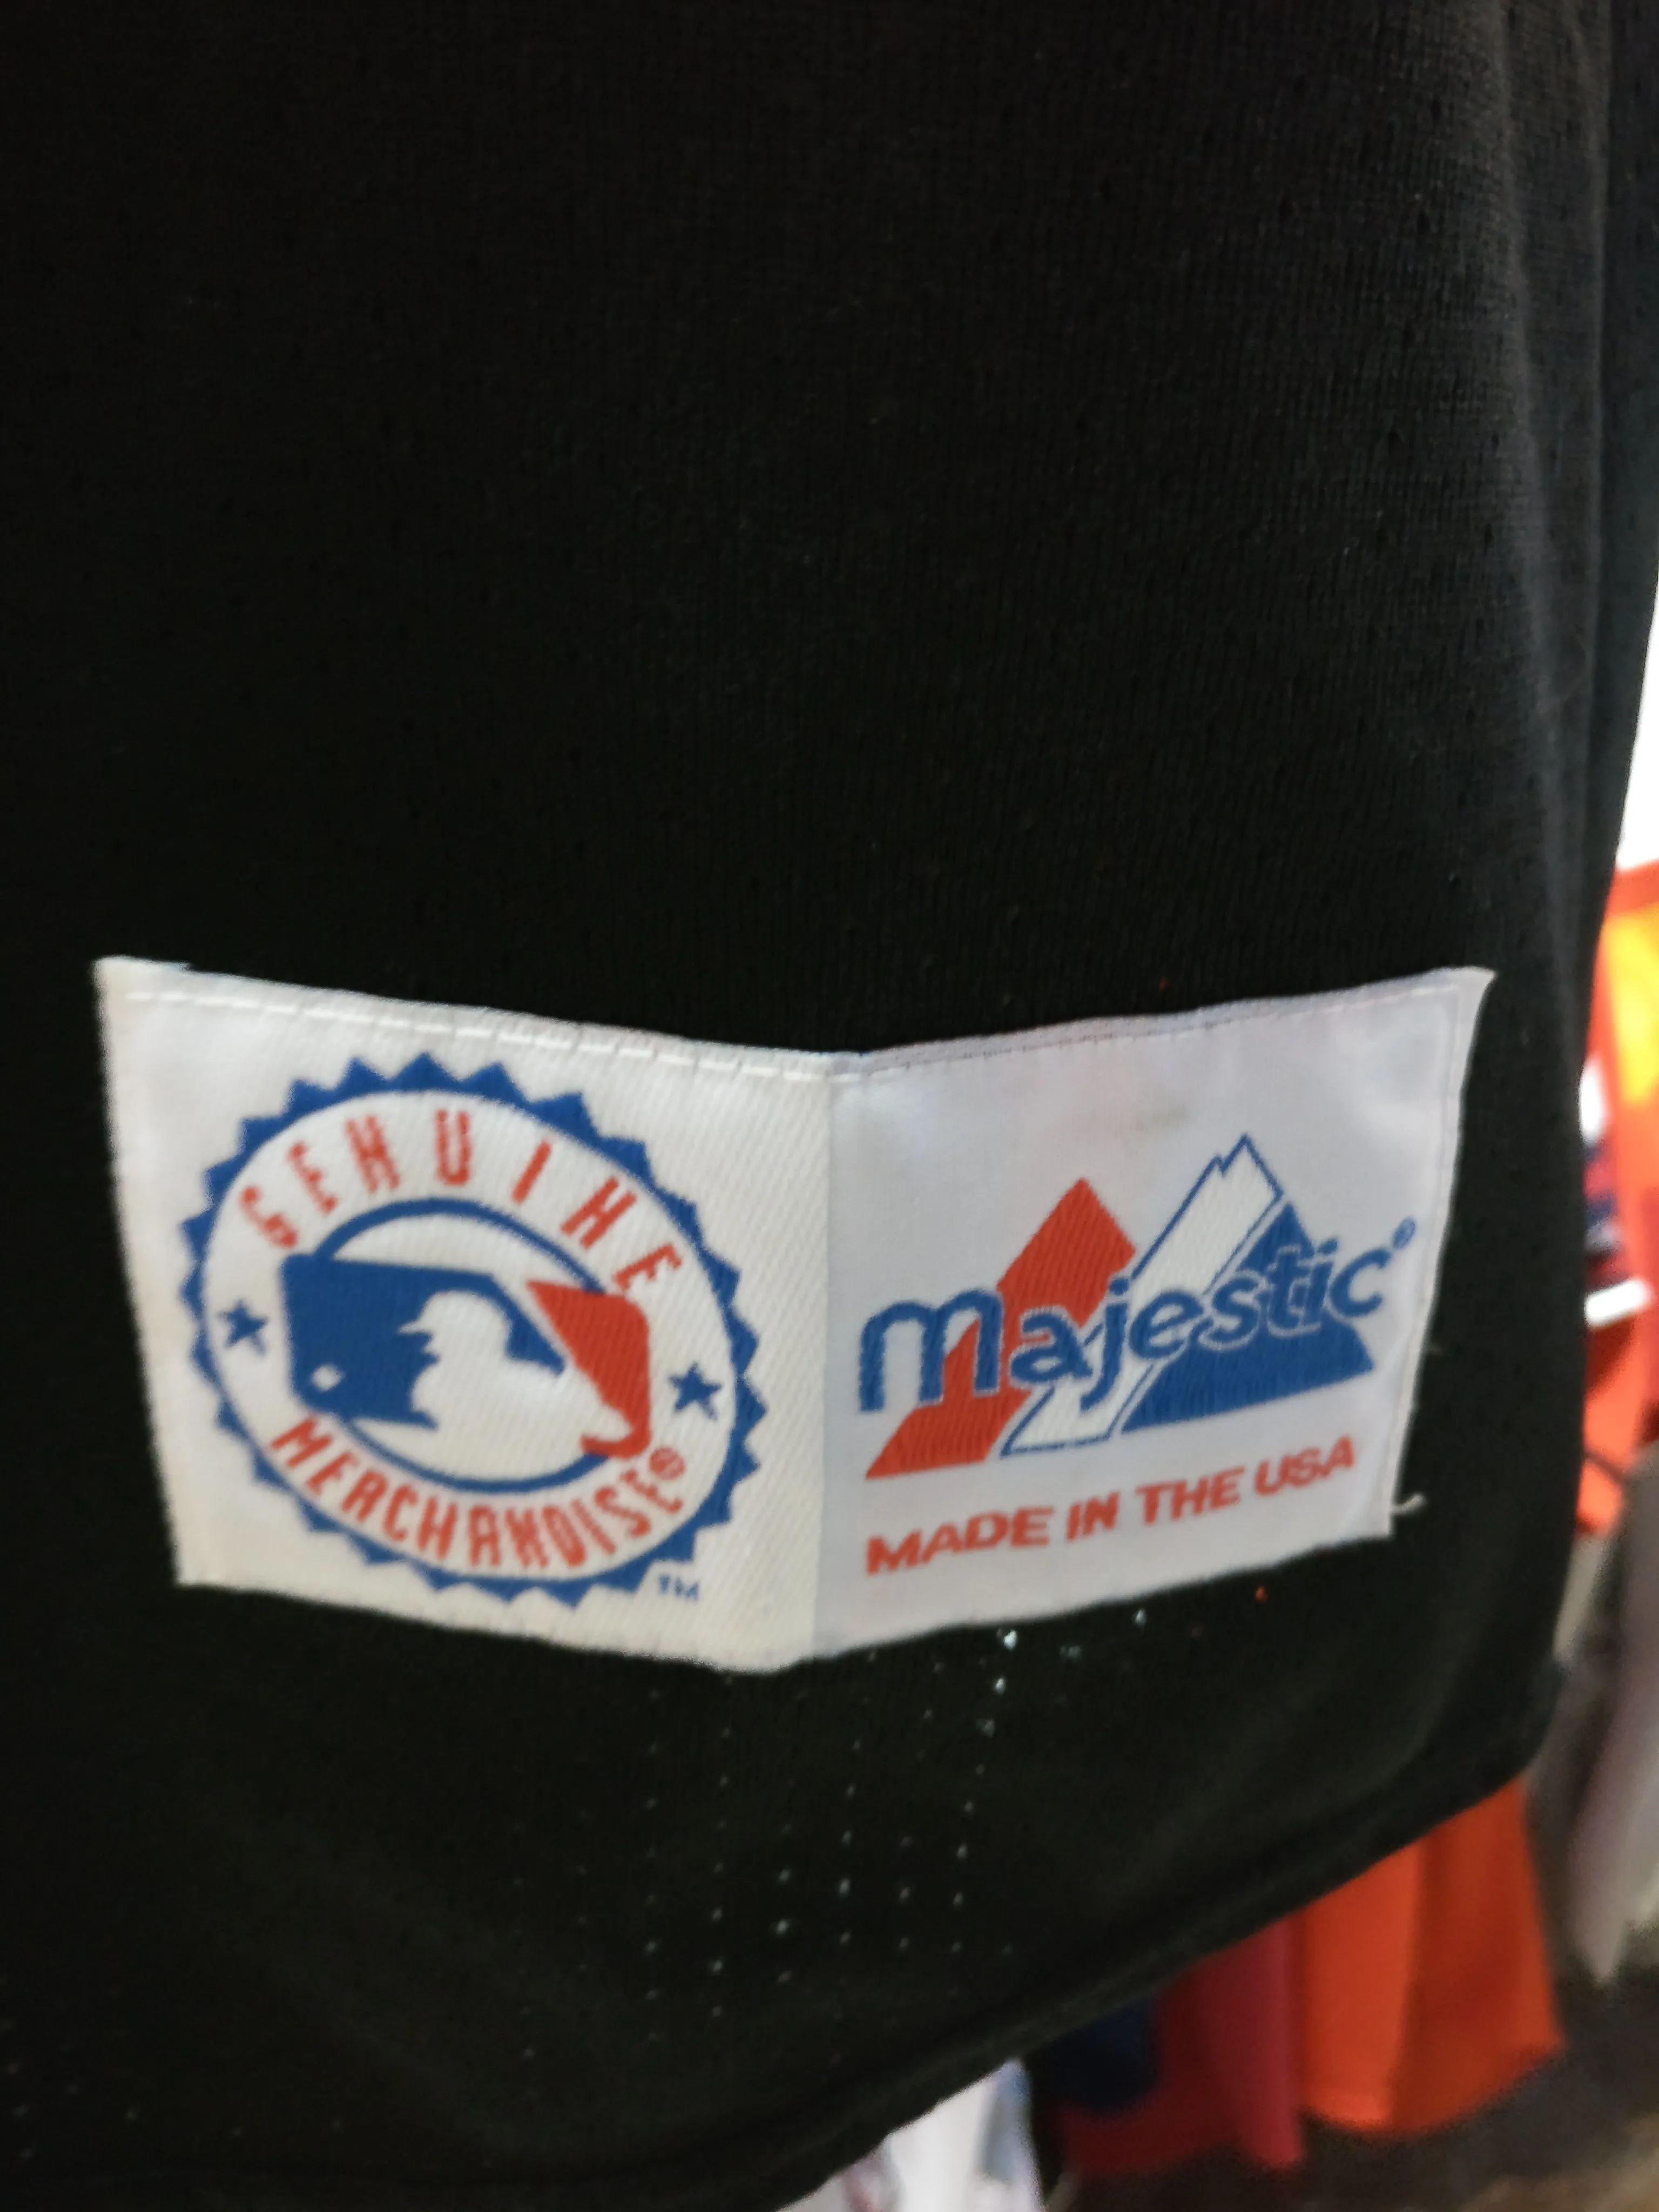 GENUINE
MERCHANDISE®
TM
majestic®
MADE IN THE USA